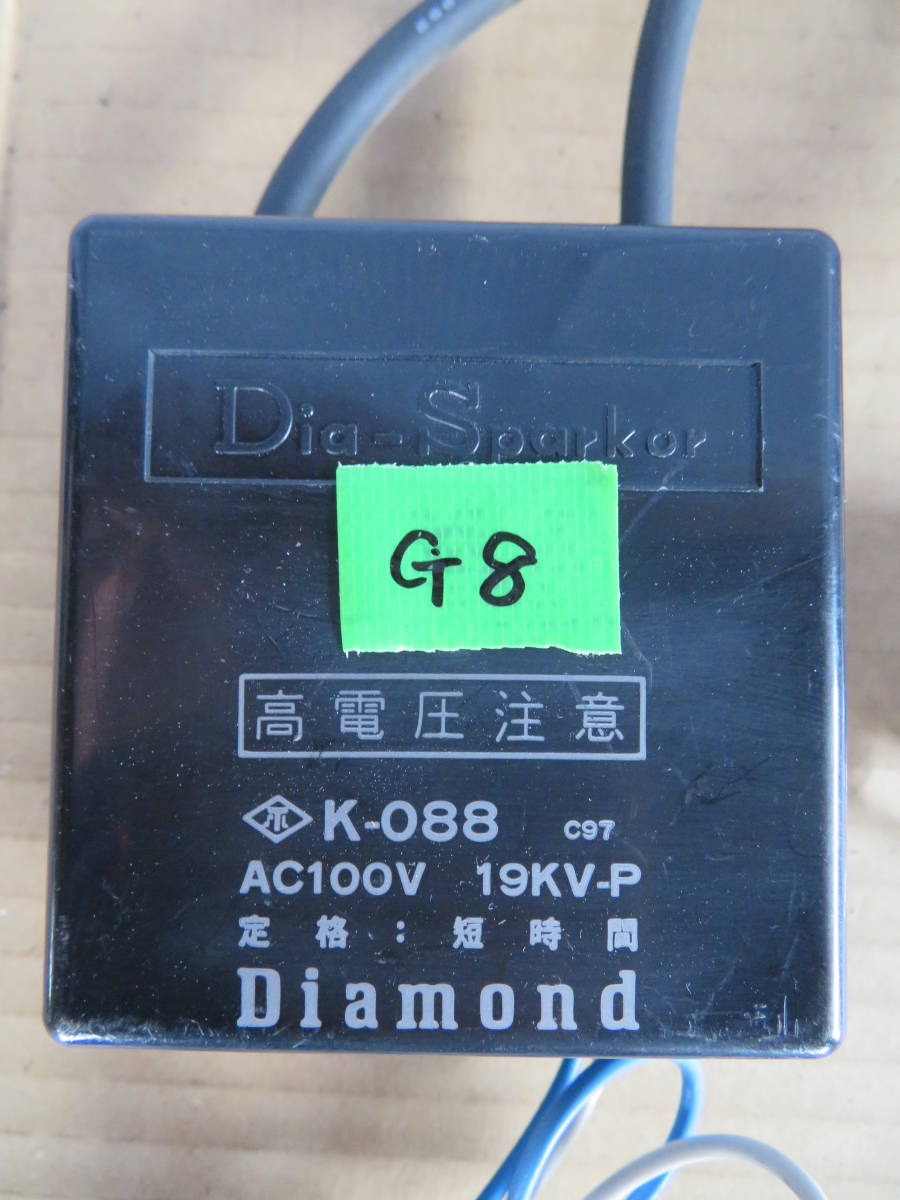 Dia-Sparkor
G8
高電圧注意
K-088 C97
AC100V 19KV-P
定格:短時間
Diamond